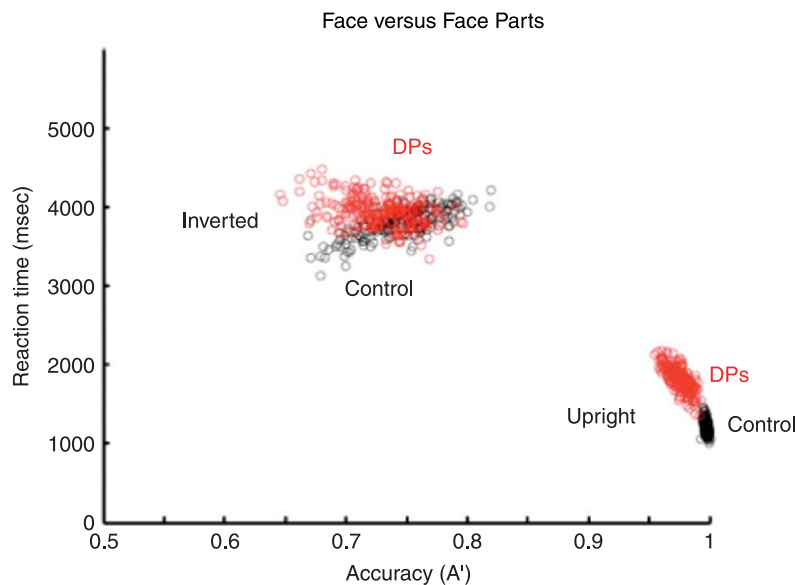 Face versus Face Parts
Reaction time (msec)
5000
4000
3000
2000
1000
0
DPs
Inverted
Control
DPs
Upright
Control
0.5
0.6
0.7
0.8
0.9
1
Accuracy (A')